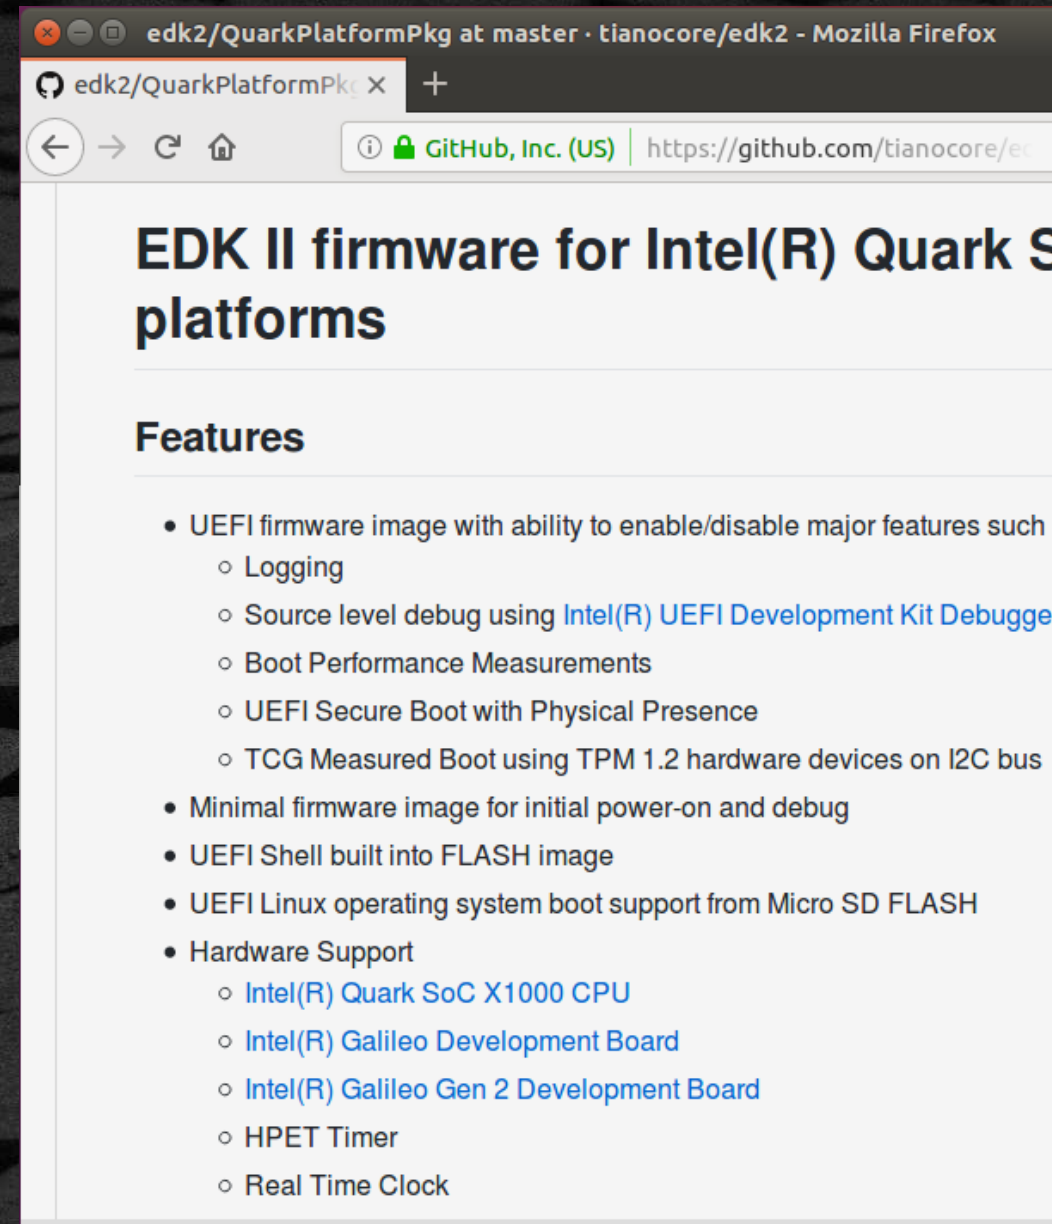 edk2/QuarkPlatformPkg at master · tianocore/edk2 - Mozilla Firefox
edk2/QuarkPlatformPkg
GitHub, Inc. (US) https://github.com/tianocore/ed
EDK II firmware for Intel(R) Quark S
platforms
Features
UEFI firmware image with ability to enable/disable major features such
Logging
Source level debug using Intel(R) UEFI Development Kit Debugge
Boot Performance Measurements
UEFI Secure Boot with Physical Presence
TCG Measured Boot using TPM 1.2 hardware devices on I2C bus
Minimal firmware image for initial power-on and debug
UEFI Shell built into FLASH image
UEFI Linux operating system boot support from Micro SD FLASH
Hardware Support
Intel(R) Quark SoC X1000 CPU
Intel(R) Galileo Development Board
Intel(R) Galileo Gen 2 Development Board
HPET Timer
Real Time Clock